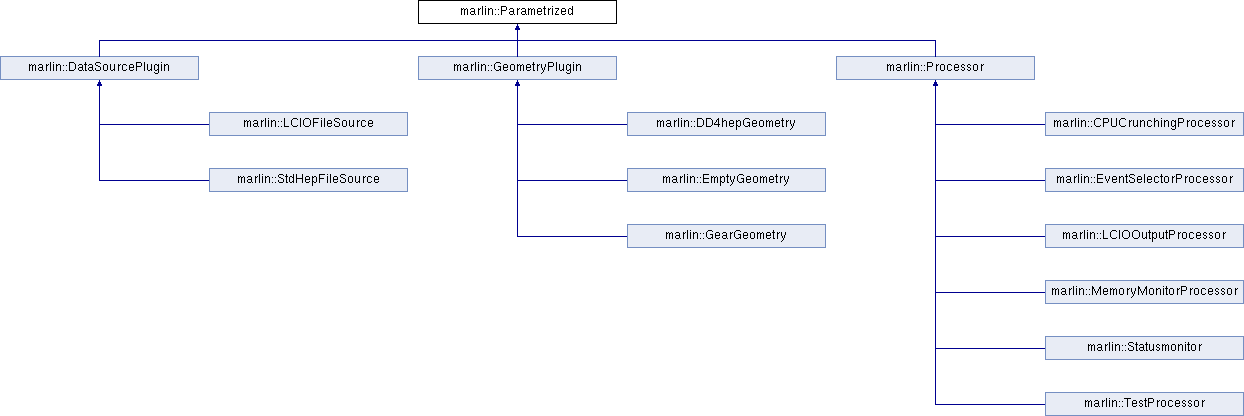 marlin::Parametrized
marlin::DataSourcePlugin
marlin::GeometryPlugin
marlin::Processor
marlin::LCIOFileSource
marlin::DD4hepGeometry
marlin::CPUCrunchingProcessor
marlin::StdHepFileSource
marlin::EmptyGeometry
marlin::EventSelectorProcessor
marlin::GearGeometry
marlin::LCIOOutputProcessor
marlin::MemoryMonitorProcessor
marlin::Statusmonitor
marlin::TestProcessor